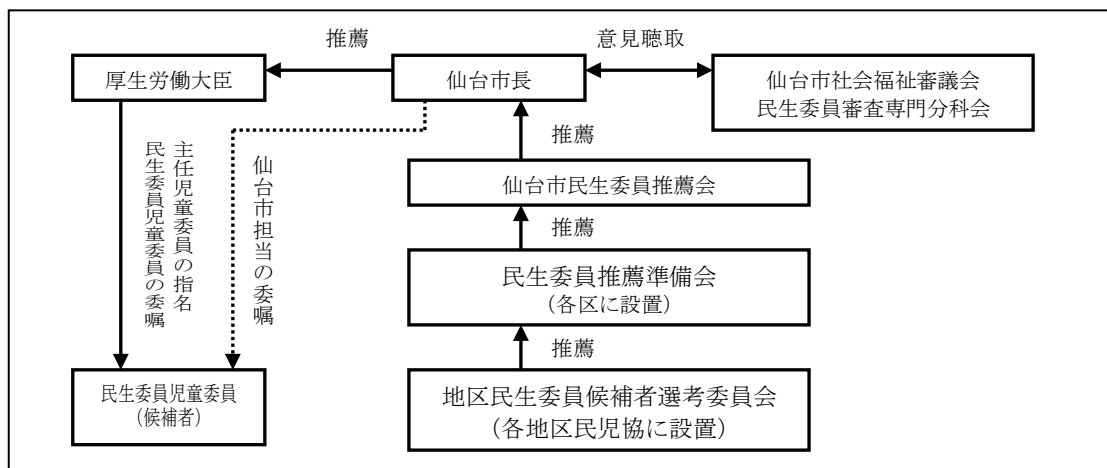 推薦
意見聴取
厚生労働大臣
仙台市長
仙台市社会福祉審議会
民生委員審査専門分科会
推薦
仙台市民生委員推薦会
主任児童委員の指名
民生委員児童委員の委嘱
仙台市担当の委嘱
推薦
民生委員推薦準備会
（各区に設置）
推薦
民生委員児童委員
（候補者）
地区民生委員候補者選考委員会
（各地区民児協に設置）